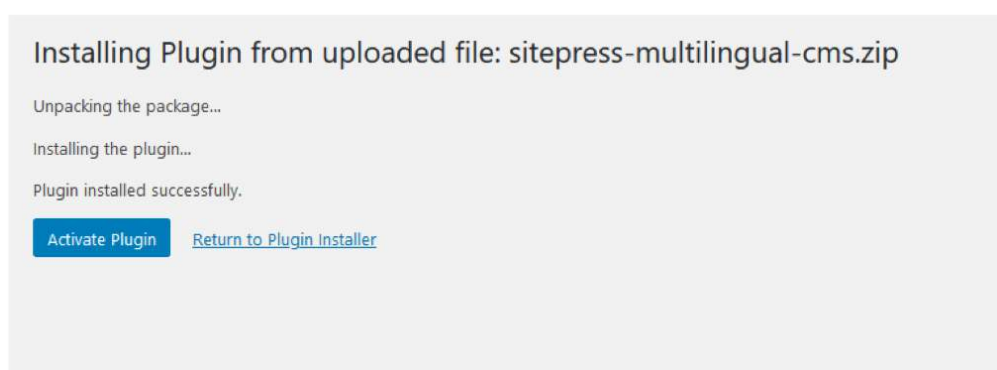 Installing Plugin from uploaded file: sitepress-multilingual-cms.zip
Unpacking the package...
Installing the plugin...
Plugin installed successfully.
Activate Plugin Return to Plugin Installer